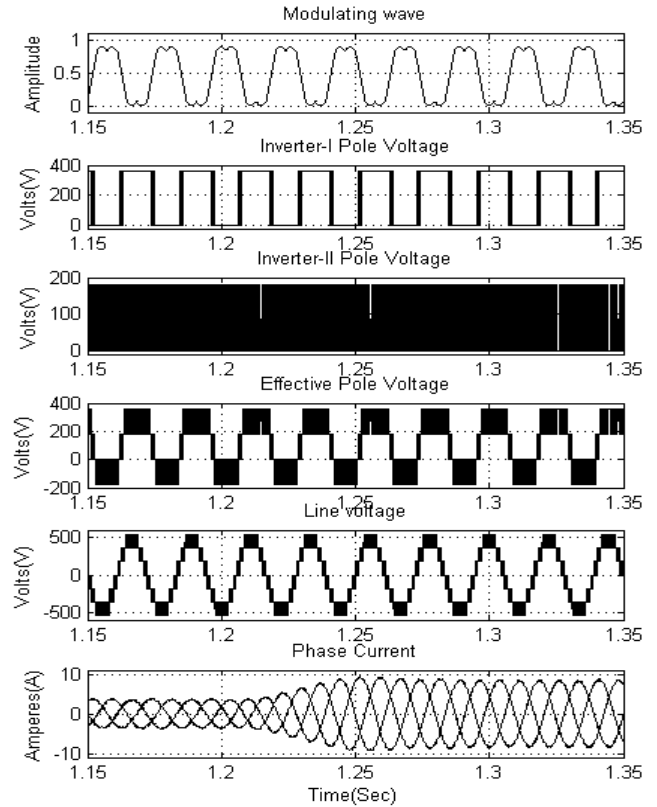 Modulating wave
Amplitude
1
0.5
0
1.15 1.2 1.25 1.3 1.35
Inverter-I Pole Voltage
Volts(V)
400
200
0
1.15 1.2 1.25 1.3 1.35
Inverter-II Pole Voltage
Volts(V)
200
100
0
1.15 1.2 1.25 1.3 1.35
Effective Pole Voltage
Volts(V)
400
200
0
-200
1.15 1.2 1.25 1.3 1.35
Line voltage
Volts(V)
500
0
-500
1.15 1.2 1.25 1.3 1.35
Phase Current
Amperes(A)
10
0
-10
1.15 1.2 1.25 1.3 1.35
Time(Sec)